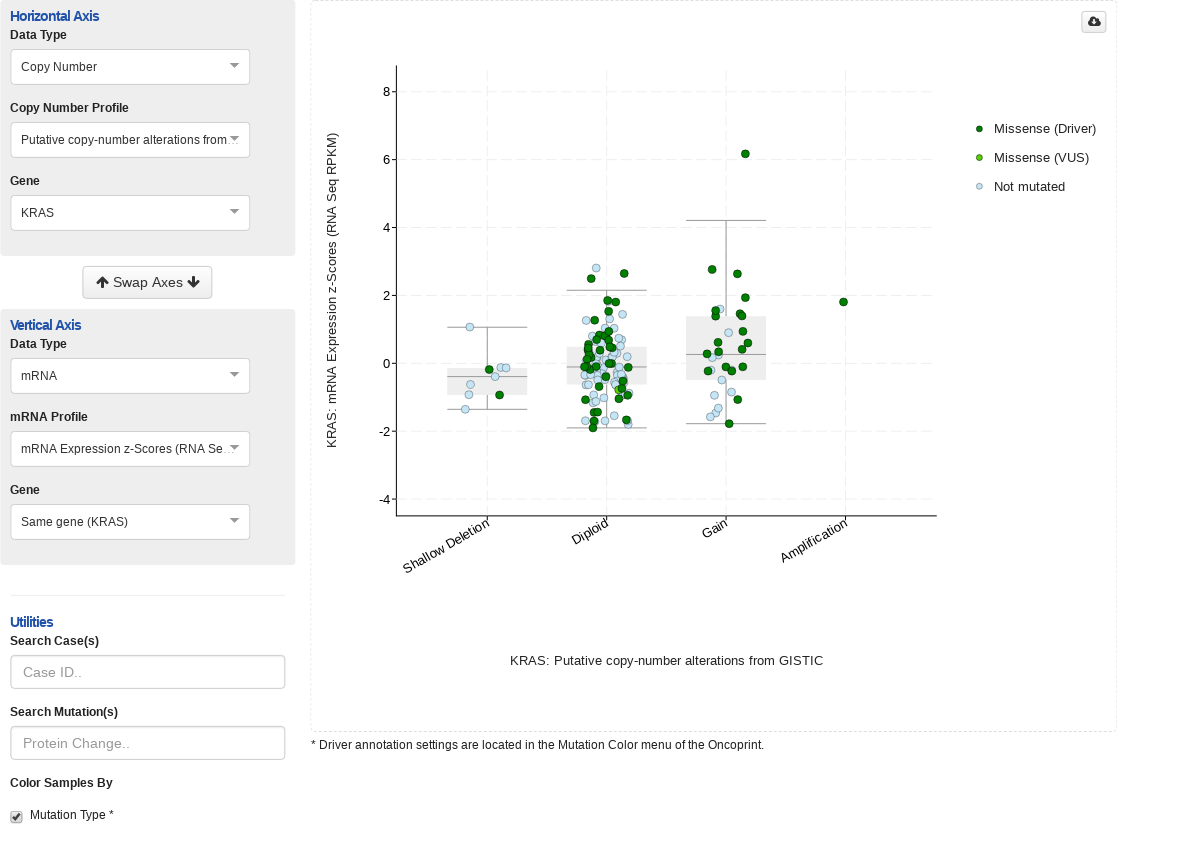 Horizontal Axis
Data Type
Copy Number
Copy Number Profile
Putative copy-number alterations from...
Gene
KRAS
Swap Axes
Vertical Axis
Data Type
mRNA
mRNA Profile
mRNA Expression z-Scores (RNA Se...
Gene
Same gene (KRAS)
Utilities
Search Case(s)
Case ID..
Search Mutation(s)
Protein Change..
Color Samples By
Mutation Type *
KRAS: mRNA Expression z-Scores (RNA Seq RPKM)
8
6
4
2
0
-2
-4
Shallow Deletion
Diploid
Gain
Amplification
KRAS: Putative copy-number alterations from GISTIC
Missense (Driver)
Missense (VUS)
Not mutated
* Driver annotation settings are located in the Mutation Color menu of the Oncoprint.